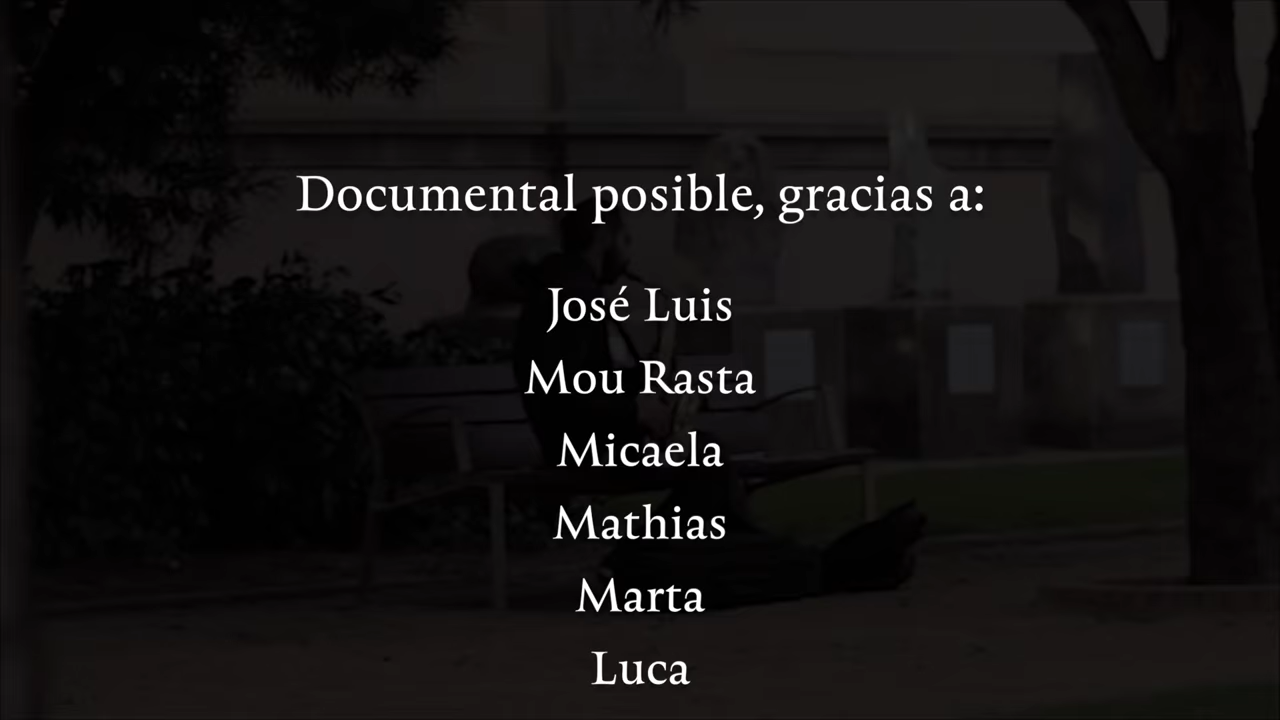 Documental posible, gracias a:
José Luis
Mou Rasta
Micaela
Mathias
Marta
Luca